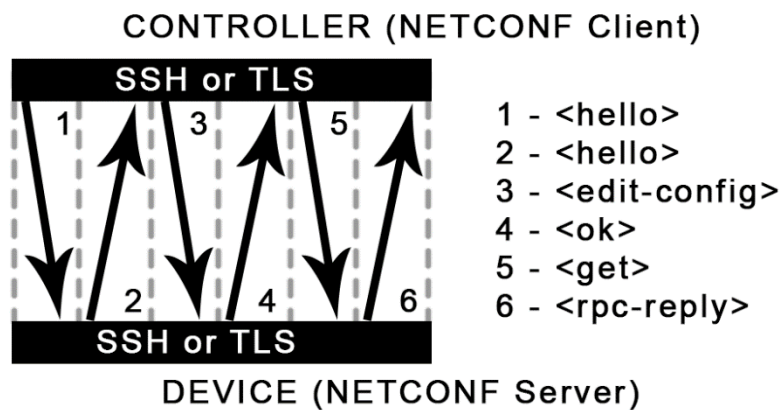 CONTROLLER (NETCONF Client)
SSH or TLS
1 3 5
2 4 6
SSH or TLS
DEVICE (NETCONF Server)
1 - <hello>
2 - <hello>
3 - <edit-config>
4 - <ok>
5 - <get>
6 - <rpc-reply>